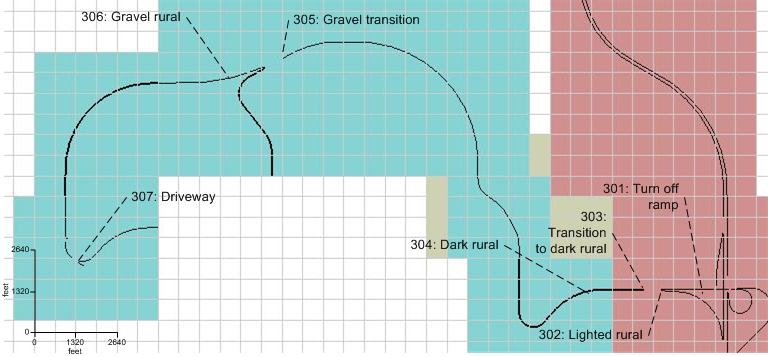 306: Gravel rural
305: Gravel transition
307: Driveway
301: Turn off
ramp
303:
Transition
to dark rural
304: Dark rural
302: Lighted rural
2640
1320
0
feet
0 1320 2640
feet